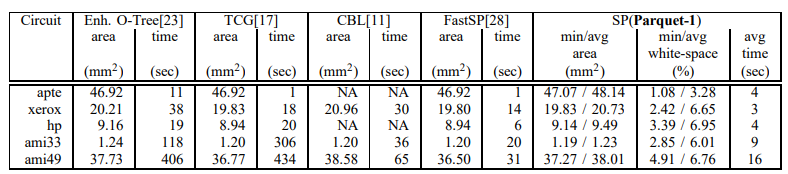 Circuit Enh. O-Tree[23] TCG[17] CBL[11] FastSP[28] SP(Parquet-1)
area time area time area time area time min/avg min/avg avg
area white-space time
(mm2) (sec) (mm2) (sec) (mm2) (sec) (mm2) (sec) (mm2) (%) (sec)
apte 46.92 11 46.92 1 NA NA 46.92 1 47.07 / 48.14 1.08 / 3.28 4
xerox 20.21 38 19.83 18 20.96 30 19.80 14 19.83 / 20.73 2.42 / 6.65 3
hp 9.16 19 8.94 20 NA NA 8.94 6 9.14 / 9.49 3.39 / 6.95 4
ami33 1.24 118 1.20 306 1.20 36 1.20 20 1.19 / 1.23 2.85 / 6.01 9
ami49 37.73 406 36.77 434 38.58 65 36.50 31 37.27 / 38.01 4.91 / 6.76 16